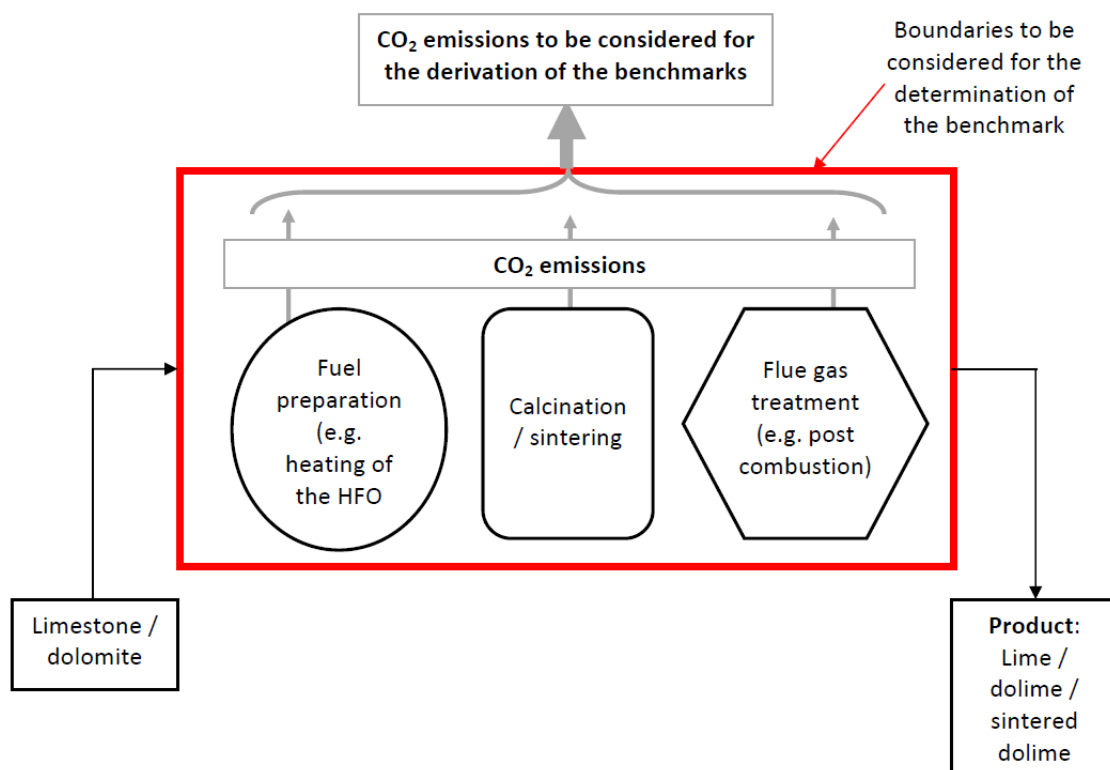 CO₂ emissions to be considered for
the derivation of the benchmarks
Boundaries to be
considered for the
determination of
the benchmark
CO₂ emissions
Fuel
preparation
(e.g.
heating of
the HFO
Calcination
/ sintering
Flue gas
treatment
(e.g. post
combustion)
Limestone /
dolomite
Product:
Lime /
dolime /
sintered
dolime